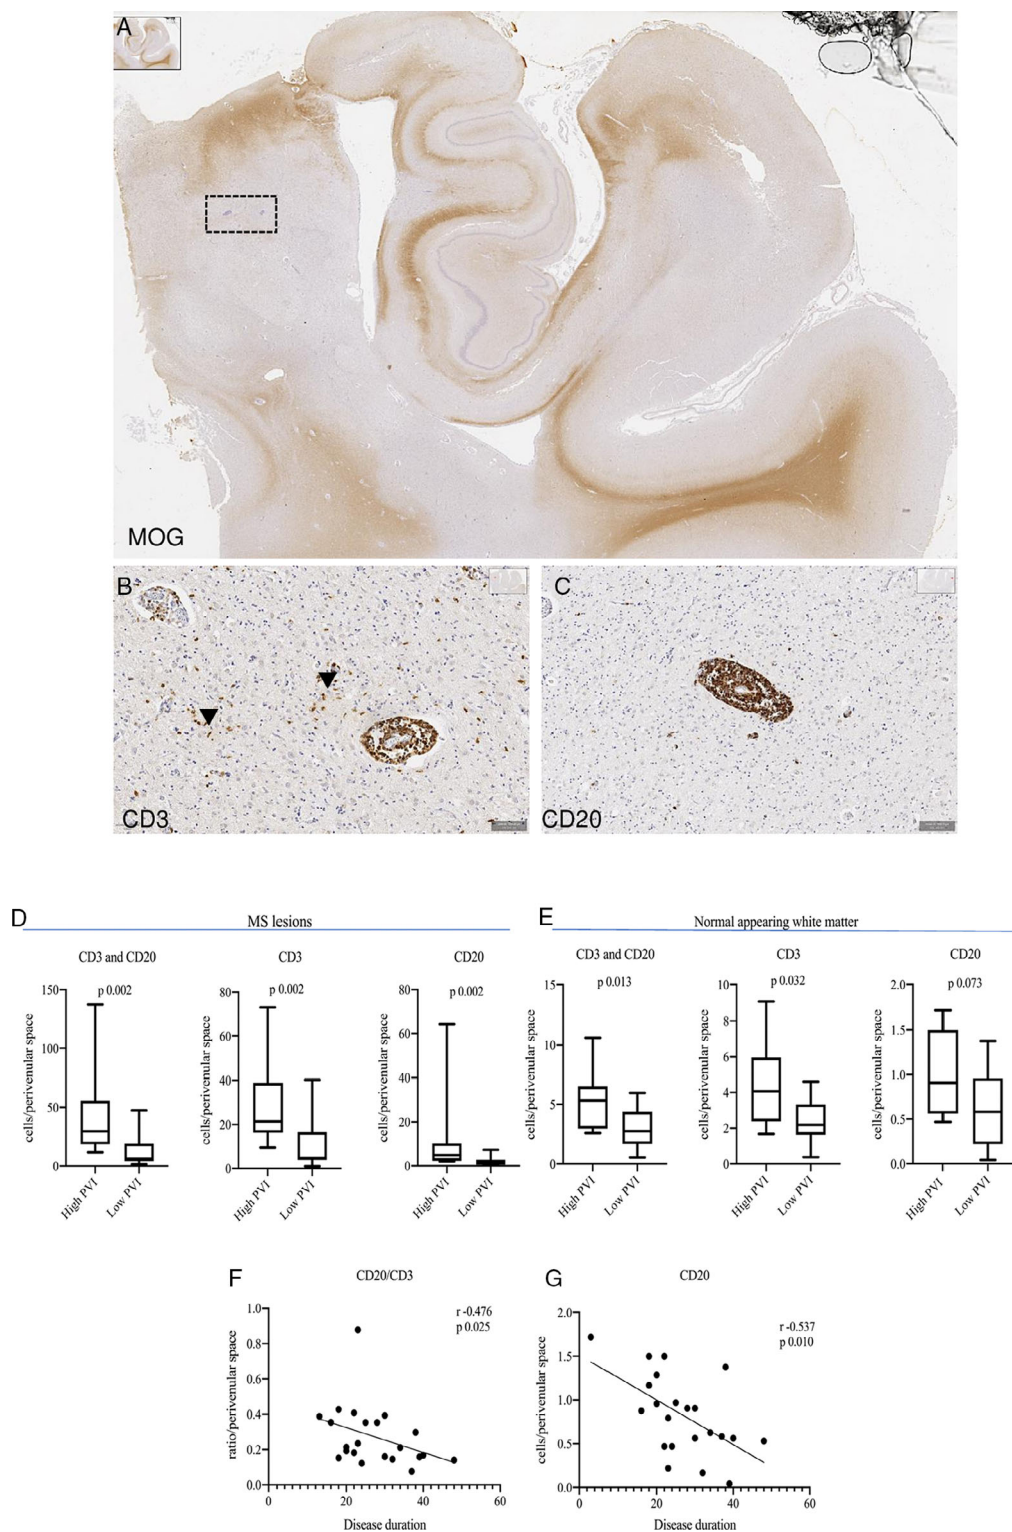 A
MOG
B
CD3
C
CD20
D
MS lesions
CD3 and CD20
p 0.002
cells/perivenular space
150
100
50
0
High PVI
Low PVI
CD3
p 0.002
cells/perivenular space
80
60
40
20
0
High PVI
Low PVI
CD20
p 0.002
cells/perivenular space
80
60
40
20
0
High PVI
Low PVI
E
Normal appearing white matter
CD3 and CD20
p 0.013
cells/perivenular space
15
10
5
0
High PVI
Low PVI
CD3
p 0.032
cells/perivenular space
10
8
6
4
2
0
High PVI
Low PVI
CD20
p 0.073
cells/perivenular space
2.0
1.5
1.0
0.5
0.0
High PVI
Low PVI
F
CD20/CD3
r -0.476
p 0.025
ratio/perivenular space
1.0
0.8
0.6
0.4
0.2
0.0
0
20
40
60
Disease duration
G
CD20
r -0.537
p 0.010
cells/perivenular space
2.0
1.5
1.0
0.5
0.0
0
20
40
60
Disease duration